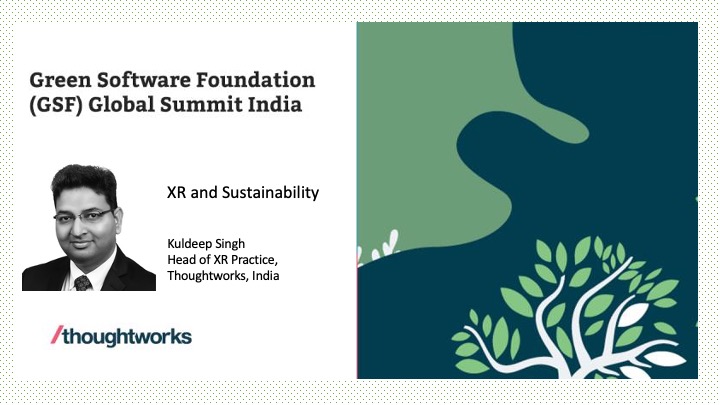 Green Software Foundation
(GSF) Global Summit India
XR and Sustainability
Kuldeep Singh
Head of XR Practice,
Thoughtworks, India
/thoughtworks